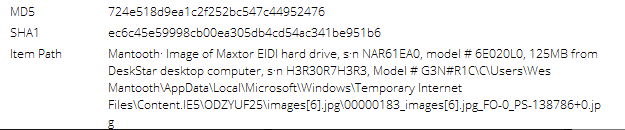 MD5 724e518d9ea1c2f252bc547c44952476
SHA1 ec6c45e59998cb00ea305db4cd54ac341be951b6
Item Path Mantooth· Image of Maxtor EIDI hard drive, s·n NAR61EA0, model # 6E020L0, 125MB from
DeskStar desktop computer, s·n H3R30R7H3R3, Model # G3N#R1C\C\Users\Wes
Mantooth\AppData\Local\Microsoft\Windows\Temporary Internet
Files\Content.IE5\ODZYUF25\images[6].jpg\00000183_images[6].jpg_FO-0_PS-138786+0.jp
g